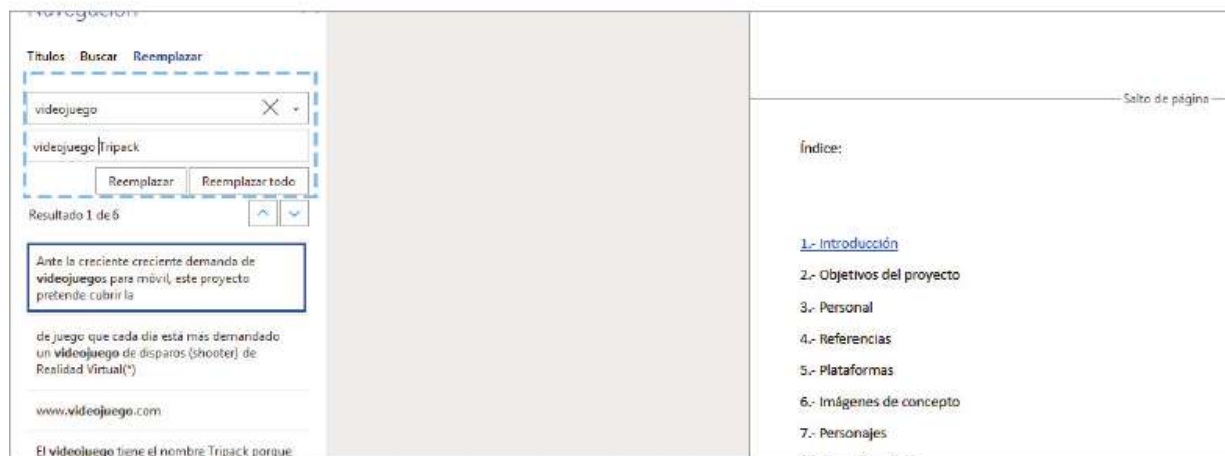 Navegación
Títulos Buscar Reemplazar
videojuego
videojuego Tripack
Reemplazar Reemplazar todo
Resultado 1 de 6
Ante la creciente creciente demanda de
videojuegos para móvil, este proyecto
pretende cubrir la
de juego que cada día está más demandado
un videojuego de disparos (shooter) de
Realidad Virtual(*)
www.videojuego.com
El videojuego tiene el nombre Tripack porque
Salto de página
Índice:
1.- Introducción
2.- Objetivos del proyecto
3.- Personal
4.- Referencias
5.- Plataformas
6.- Imágenes de concepto
7.- Personajes